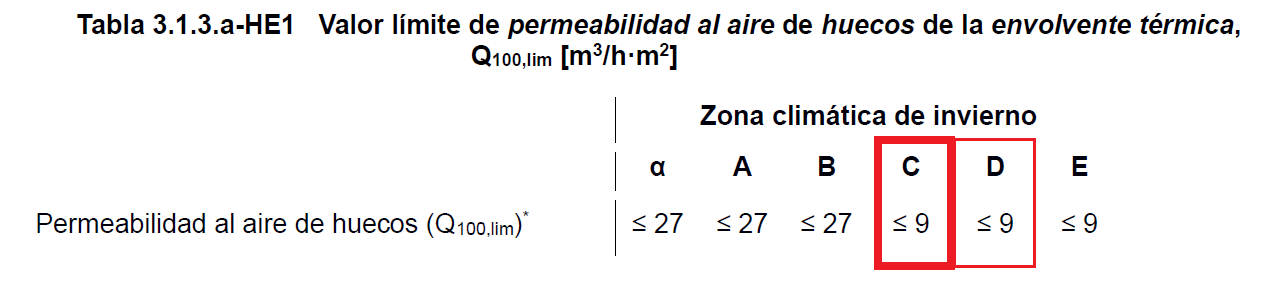 Tabla 3.1.3.a-HE1 Valor límite de permeabilidad al aire de huecos de la envolvente térmica,
Q100,lim [m³/h·m²]
Zona climática de invierno
α A B C D E
Permeabilidad al aire de huecos (Q100,lim)* ≤ 27 ≤ 27 ≤ 27 ≤ 9 ≤ 9 ≤ 9